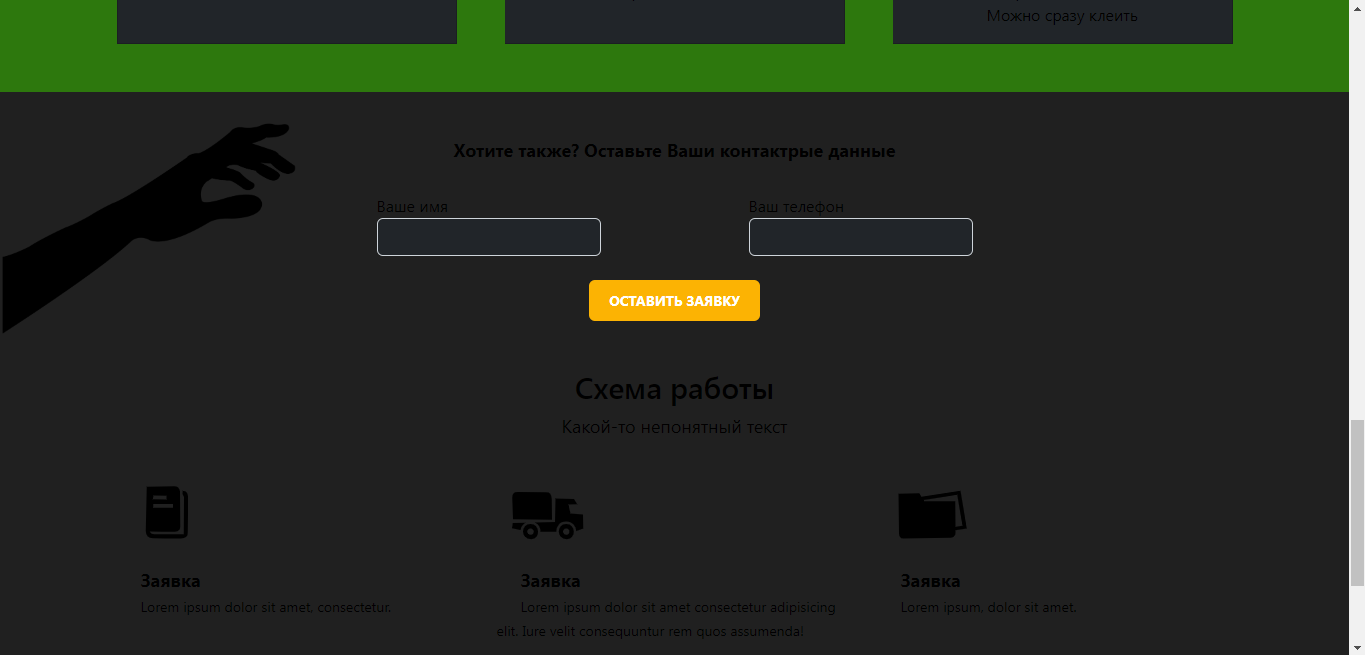 Можно сразу клеить
Хотите также? Оставьте Ваши контактрые данные
Ваше имя
Ваш телефон
ОСТАВИТЬ ЗАЯВКУ
Схема работы
Какой-то непонятный текст
Заявка
Lorem ipsum dolor sit amet, consectetur.
Заявка
Lorem ipsum dolor sit amet consectetur adipisicing
elit. Iure velit consequuntur rem quos assumenda!
Заявка
Lorem ipsum, dolor sit amet.